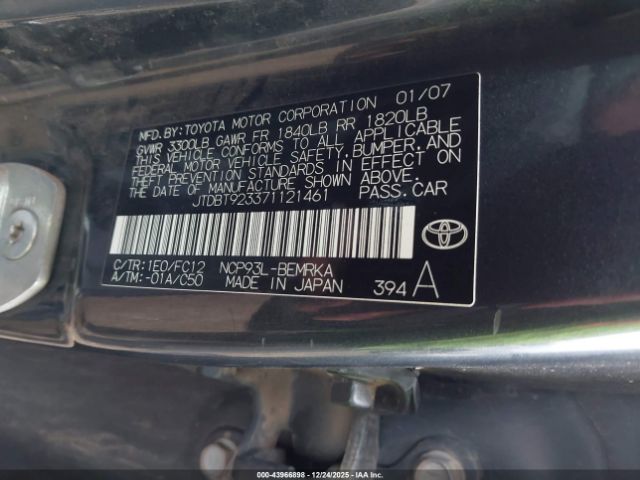 MFD. BY: TOYOTA MOTOR CORPORATION 01/07
GVWR 3300LB GAWR FR 1840LB RR 1820LB
THIS VEHICLE CONFORMS TO ALL APPLICABLE
FEDERAL MOTOR VEHICLE SAFETY, BUMPER, AND
THEFT PREVENTION STANDARDS IN EFFECT ON
THE DATE OF MANUFACTURE SHOWN ABOVE.
JTDBT923371121461 PASS. CAR
C/TR: 1E0/FC12 NCP93L-BEMRKA
A/TM: -01A/C50 MADE IN JAPAN 394 A
000-43966898 - 12/24/2025 - IAAI.COM